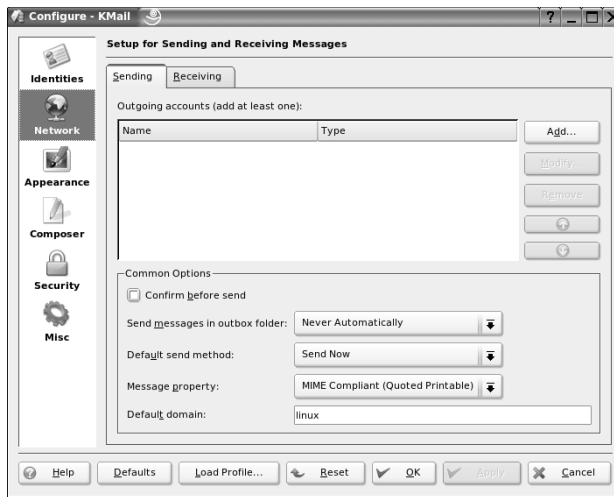 Configure - KMail
Setup for Sending and Receiving Messages
Identities
Network
Appearance
Composer
Security
Misc
Sending
Receiving
Outgoing accounts (add at least one):
Name
Type
Add...
Modify...
Remove
Common Options
Confirm before send
Send messages in outbox folder:
Never Automatically
Default send method:
Send Now
Message property:
MIME Compliant (Quoted Printable)
Default domain:
linux
Help
Defaults
Load Profile...
Reset
OK
Apply
Cancel